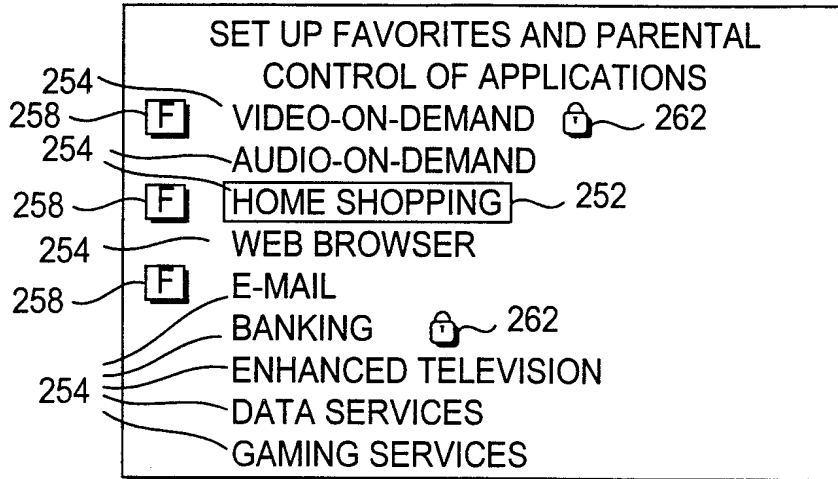 SET UP FAVORITES AND PARENTAL
CONTROL OF APPLICATIONS
254
258 F VIDEO-ON-DEMAND 262
254 AUDIO-ON-DEMAND
258 F HOME SHOPPING 252
254 WEB BROWSER
258 F E-MAIL
BANKING 262
ENHANCED TELEVISION
254 DATA SERVICES
GAMING SERVICES